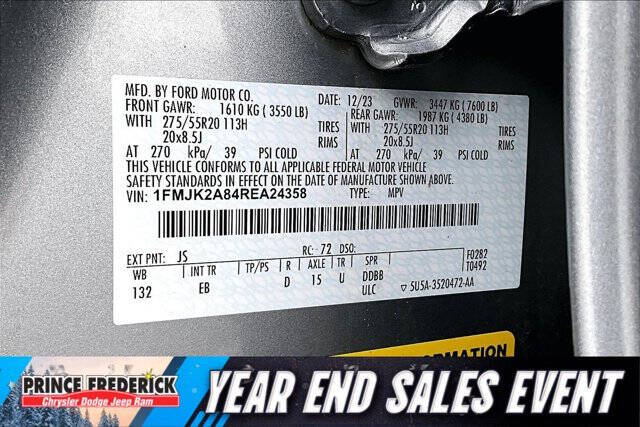 MFD. BY FORD MOTOR CO.
DATE: 12/23 GVWR: 3447 KG (7600 LB)
FRONT GAWR: 1610 KG (3550 LB) REAR GAWR: 1987 KG (4380 LB)
WITH 275/55R20 113H TIRES 275/55R20 113H TIRES
20x8.5J RIMS 20x8.5J RIMS
AT 270 kPa/ 39 PSI COLD AT 270 kPa/ 39 PSI COLD
THIS VEHICLE CONFORMS TO ALL APPLICABLE FEDERAL MOTOR VEHICLE
SAFETY STANDARDS IN EFFECT ON THE DATE OF MANUFACTURE SHOWN ABOVE.
VIN: 1FMJK2A84REA24358 TYPE: MPV
EXT PNT: JS RC: 72 DSO: F0282
WB INT TR TP/PS R AXLE TR SPR T0492
132 EB D 15 U DDBB
ULC 5U5A-3520472-AA
PRINCE FREDERICK
Chrysler Dodge Jeep Ram
YEAR END SALES EVENT